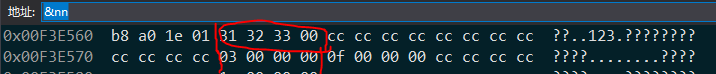 地址: &nn
0x00F3E560 b8 a0 1e 01 31 32 33 00 cc cc cc cc cc cc cc cc ??..123.????????
0x00F3E570 cc cc cc cc 03 00 00 00 0f 00 00 00 cc cc cc cc ????........????